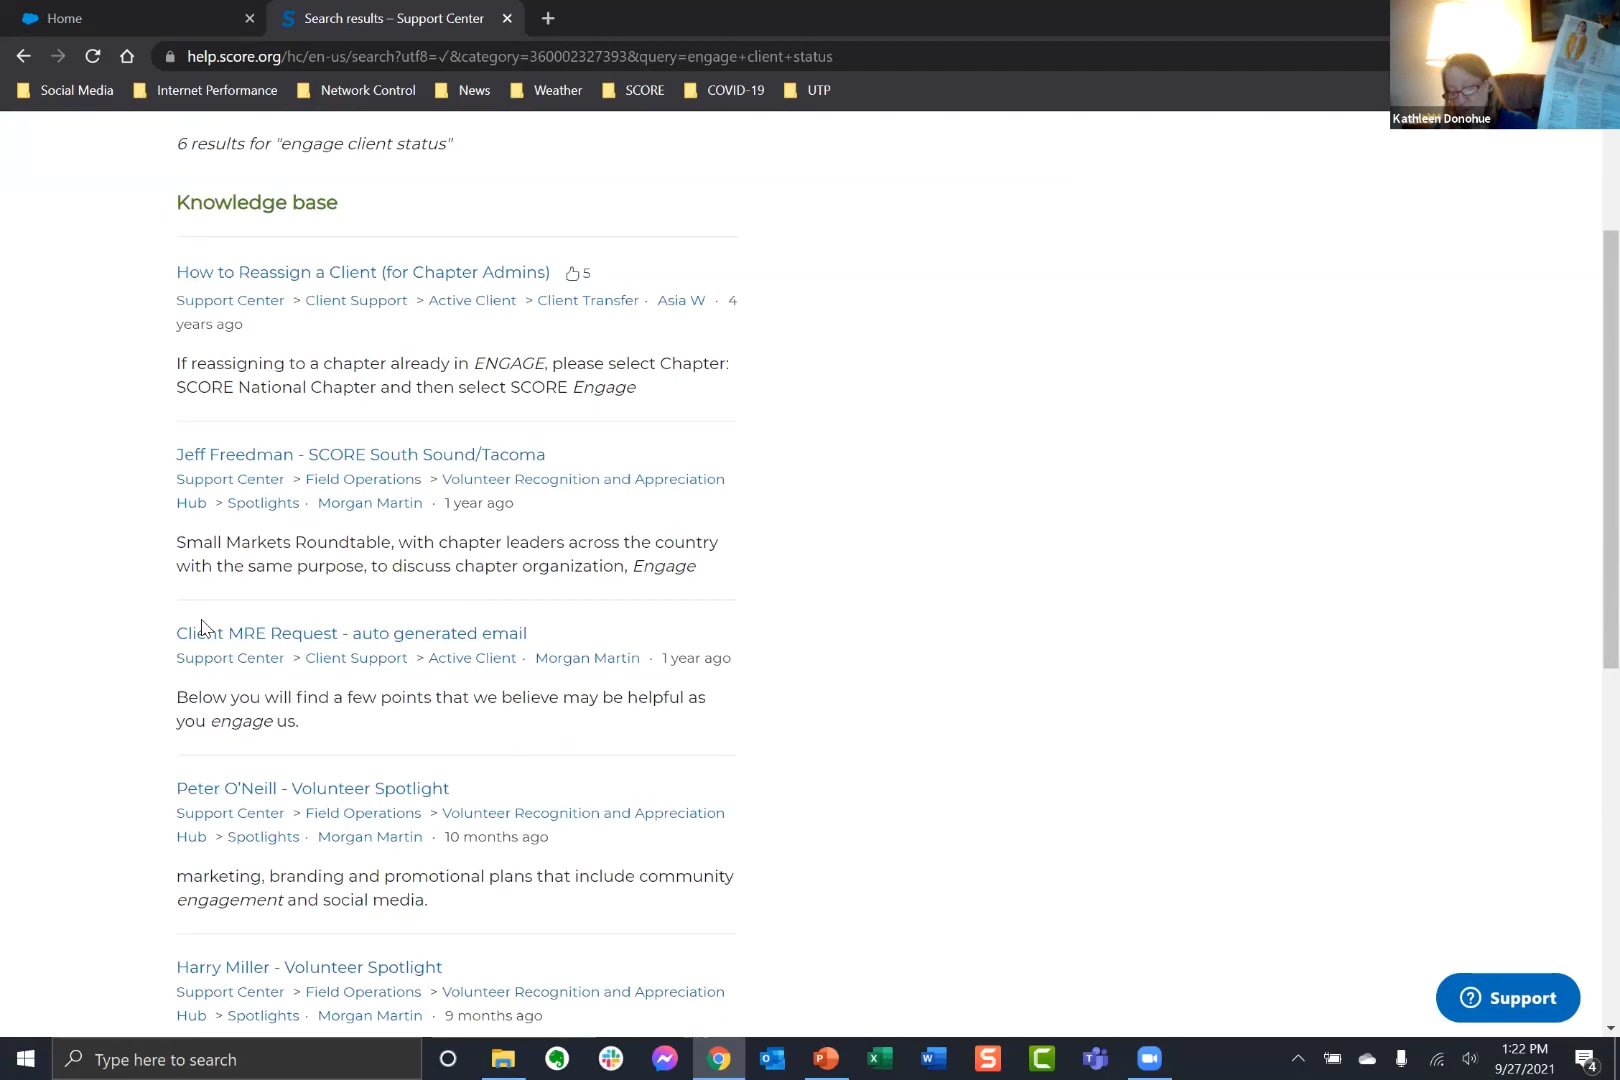 Home
Search results – Support Center
help.score.org/hc/en-us/search?utf8=✓&category=360002327393&query=engage+client+status
Social Media Internet Performance Network Control News Weather SCORE COVID-19 UTP
Kathleen Donohue
6 results for "engage client status"
Knowledge base
How to Reassign a Client (for Chapter Admins) 5
Support Center > Client Support > Active Client > Client Transfer · Asia W · 4
years ago
If reassigning to a chapter already in ENGAGE, please select Chapter:
SCORE National Chapter and then select SCORE Engage
Jeff Freedman - SCORE South Sound/Tacoma
Support Center > Field Operations > Volunteer Recognition and Appreciation
Hub > Spotlights · Morgan Martin · 1 year ago
Small Markets Roundtable, with chapter leaders across the country
with the same purpose, to discuss chapter organization, Engage
Client MRE Request - auto generated email
Support Center > Client Support > Active Client · Morgan Martin · 1 year ago
Below you will find a few points that we believe may be helpful as
you engage us.
Peter O'Neill - Volunteer Spotlight
Support Center > Field Operations > Volunteer Recognition and Appreciation
Hub > Spotlights · Morgan Martin · 10 months ago
marketing, branding and promotional plans that include community
engagement and social media.
Harry Miller - Volunteer Spotlight
Support Center > Field Operations > Volunteer Recognition and Appreciation
Hub > Spotlights · Morgan Martin · 9 months ago
Support
Type here to search
1:22 PM
9/27/2021
4